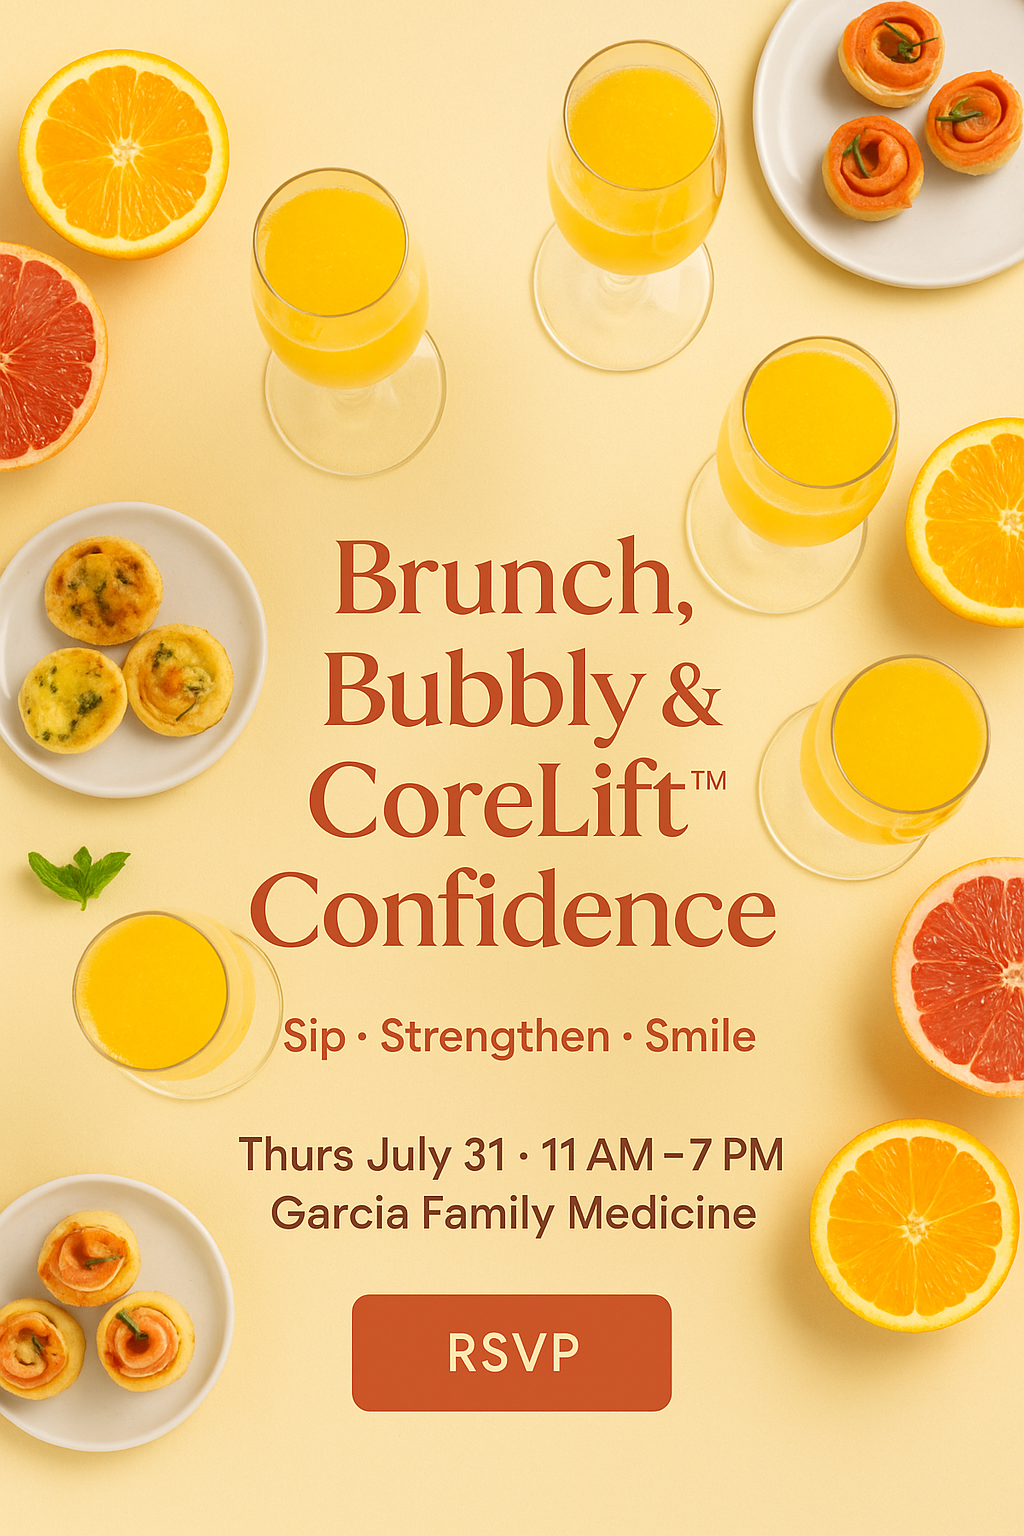 Brunch,
Bubbly &
CoreLift™
Confidence
Sip · Strengthen · Smile
Thurs July 31 · 11 AM – 7 PM
Garcia Family Medicine
RSVP